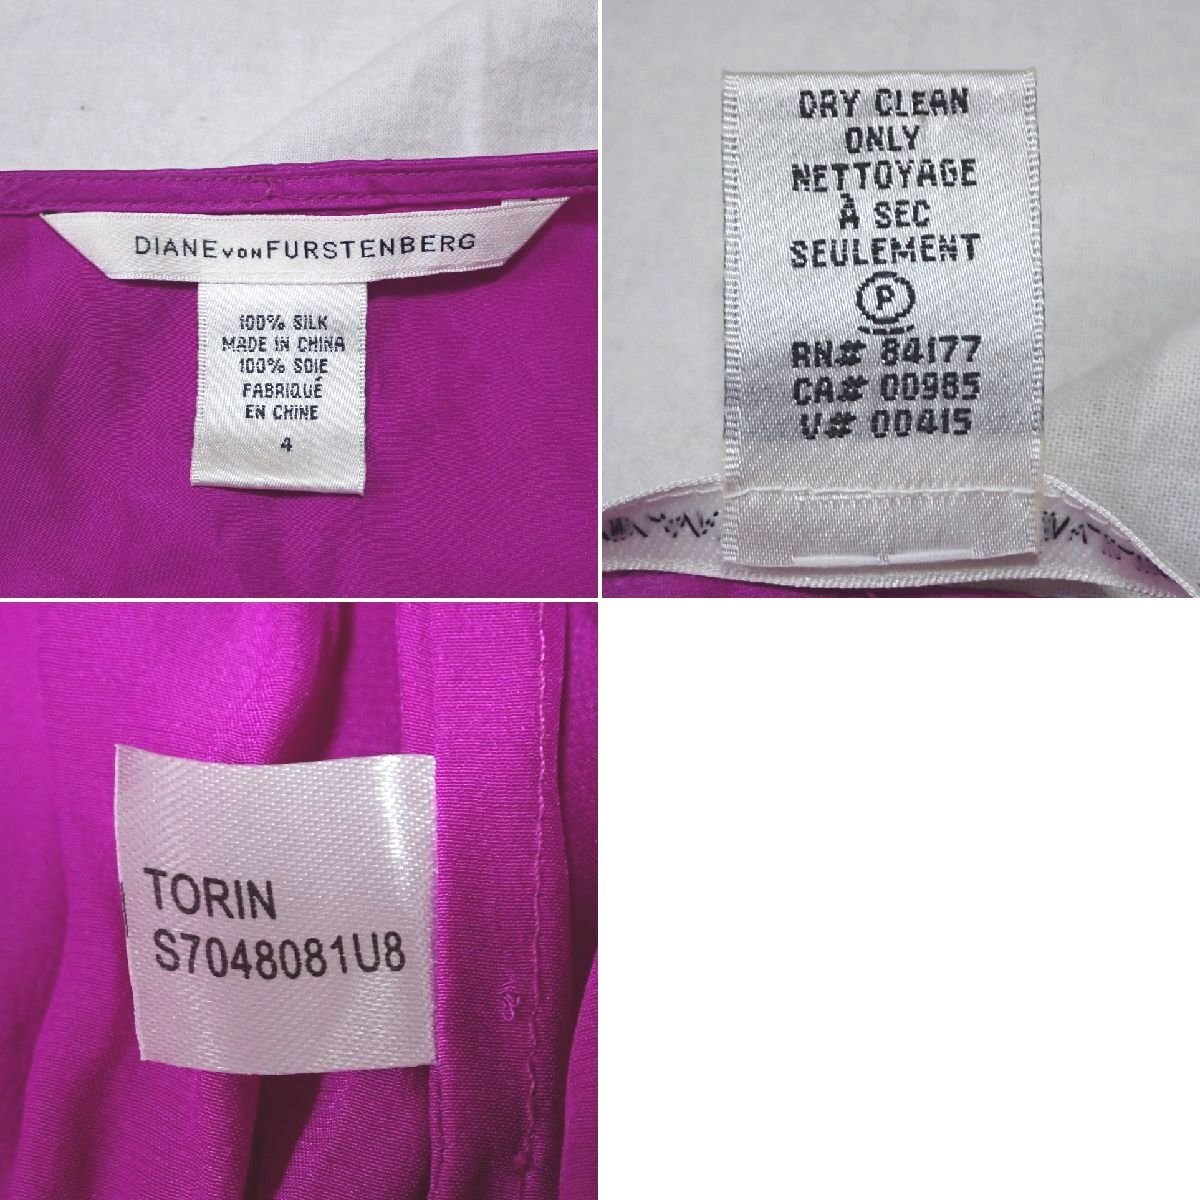 DIANE VON FURSTENBERG
100% SILK
MADE IN CHINA
100% SOIE
FABRIQUÉ
EN CHINE
4
DRY CLEAN
ONLY
NETTOYAGE
À SEC
SEULEMENT
P
RN# 84177
CA# 00985
V# 00415
TORIN
S7048081U8